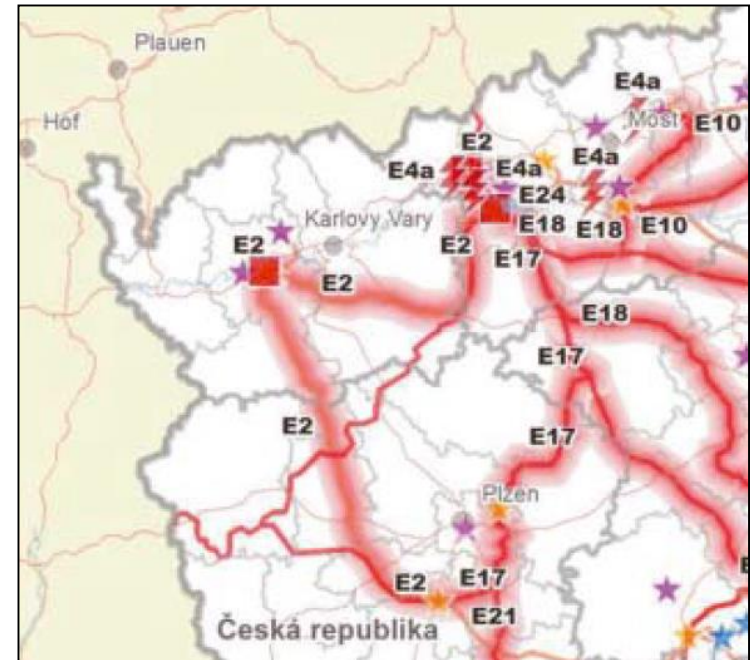 Plauen
Hof
E4a
Most
E10
E2
E4a
E4a
E4a
E24
Karlovy Vary
E18
E18
E10
E2
E2
E17
E2
E18
E17
E2
E17
Plzen
E2
E17
E21
Česká republika